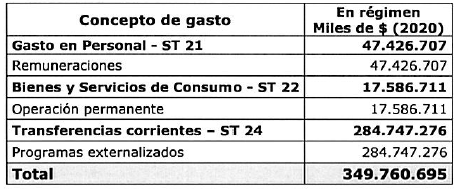 Concepto de gasto
En régimen
Miles de $ (2020)
Gasto en Personal - ST 21 47.426.707
Remuneraciones 47.426.707
Bienes y Servicios de Consumo - ST 22 17.586.711
Operación permanente 17.586.711
Transferencias corrientes – ST 24 284.747.276
Programas externalizados 284.747.276
Total 349.760.695